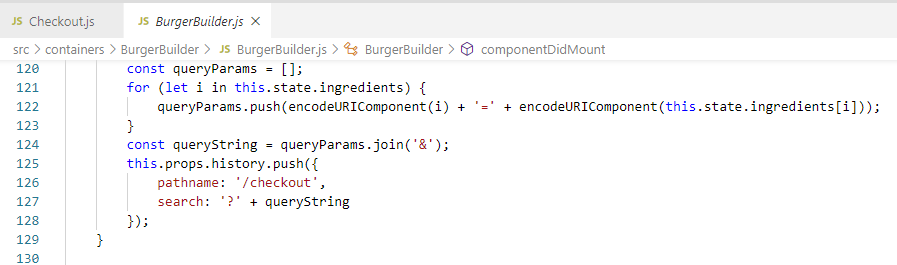 JS Checkout.js JS BurgerBuilder.js ×
src > containers > BurgerBuilder > JS BurgerBuilder.js > BurgerBuilder > componentDidMount
120 const queryParams = [];
121 for (let i in this.state.ingredients) {
122 queryParams.push(encodeURIComponent(i) + '=' + encodeURIComponent(this.state.ingredients[i]));
123 }
124 const queryString = queryParams.join('&');
125 this.props.history.push({
126 pathname: '/checkout',
127 search: '?' + queryString
128 });
129 }
130